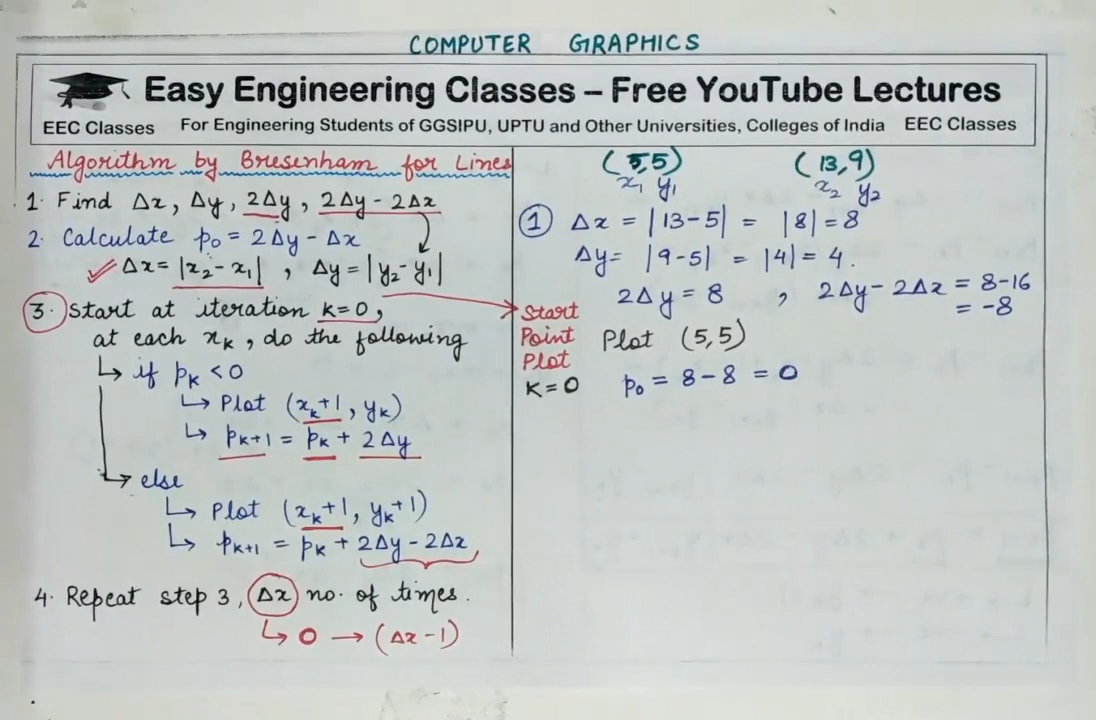 COMPUTER GRAPHICS
Easy Engineering Classes – Free YouTube Lectures
EEC Classes For Engineering Students of GGSIPU, UPTU and Other Universities, Colleges of India EEC Classes
Algorithm by Bresenham for Lines
1. Find Δx, Δy, 2Δy, 2Δy - 2Δx
2. Calculate p₀ = 2Δy - Δx
✓ Δx = |x₂ - x₁|, Δy = |y₂ - y₁|
3. Start at iteration k=0,
at each xₖ, do the following
↳ if pₖ < 0
↳ Plot (xₖ+1, yₖ)
↳ pₖ₊₁ = pₖ + 2Δy
↳ else
↳ Plot (xₖ+1, yₖ+1)
↳ pₖ₊₁ = pₖ + 2Δy - 2Δx
4. Repeat step 3, Δx no. of times.
↳ 0 → (Δx - 1)
(5,5) (13,9)
x₁ y₁ x₂ y₂
① Δx = |13-5| = |8| = 8
Δy = |9-5| = |4| = 4.
2Δy = 8 , 2Δy - 2Δx = 8-16
= -8
Start
Point Plot (5,5)
Plot
K=0 p₀ = 8-8 = 0